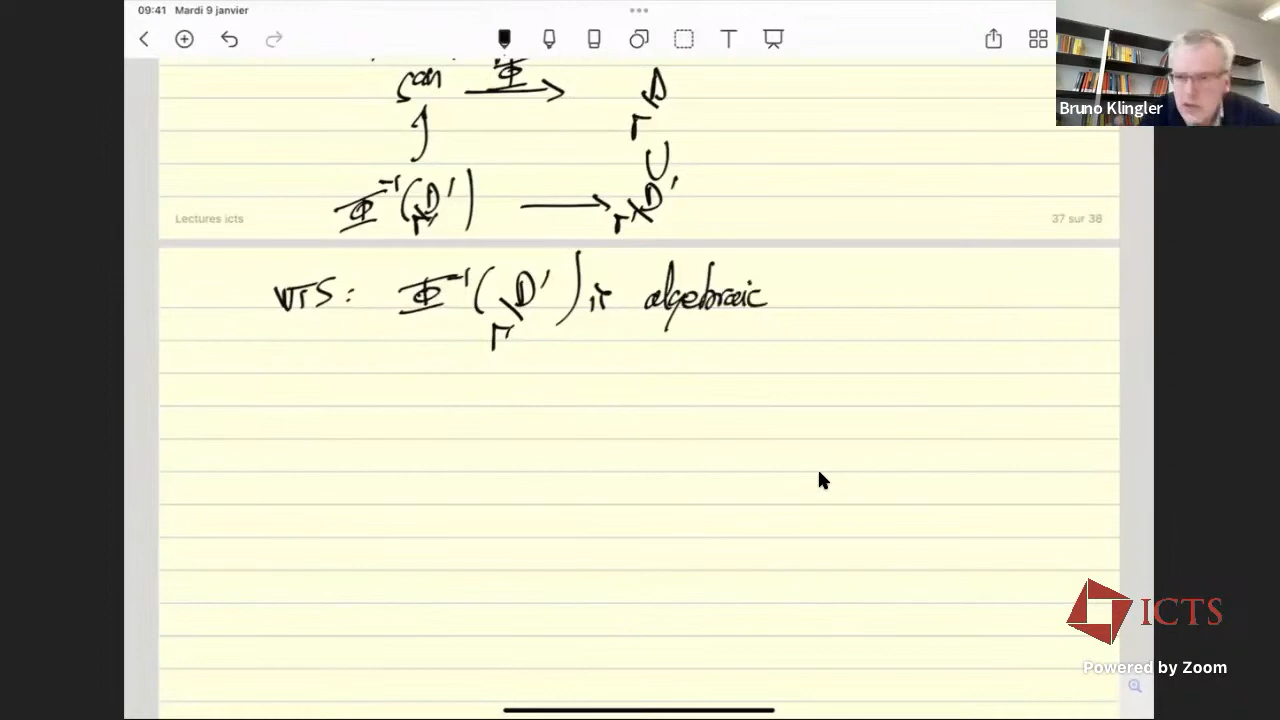 09:41 Mardi 9 janvier
Bruno Klingler
S^an Φ → Γ\D
∪
Φ^-1(Γ'\D') → Γ'\D'
Lectures icts
37 sur 38
WTS: Φ^-1(Γ'\D') is algebraic
ICTS
Powered by Zoom